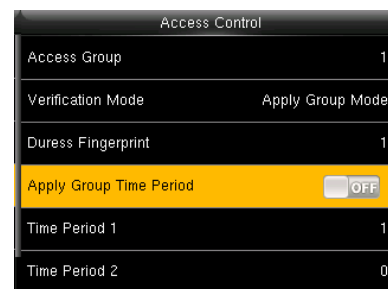 Access Control
Access Group 1
Verification Mode Apply Group Mode
Duress Fingerprint 1
Apply Group Time Period OFF
Time Period 1 1
Time Period 2 0